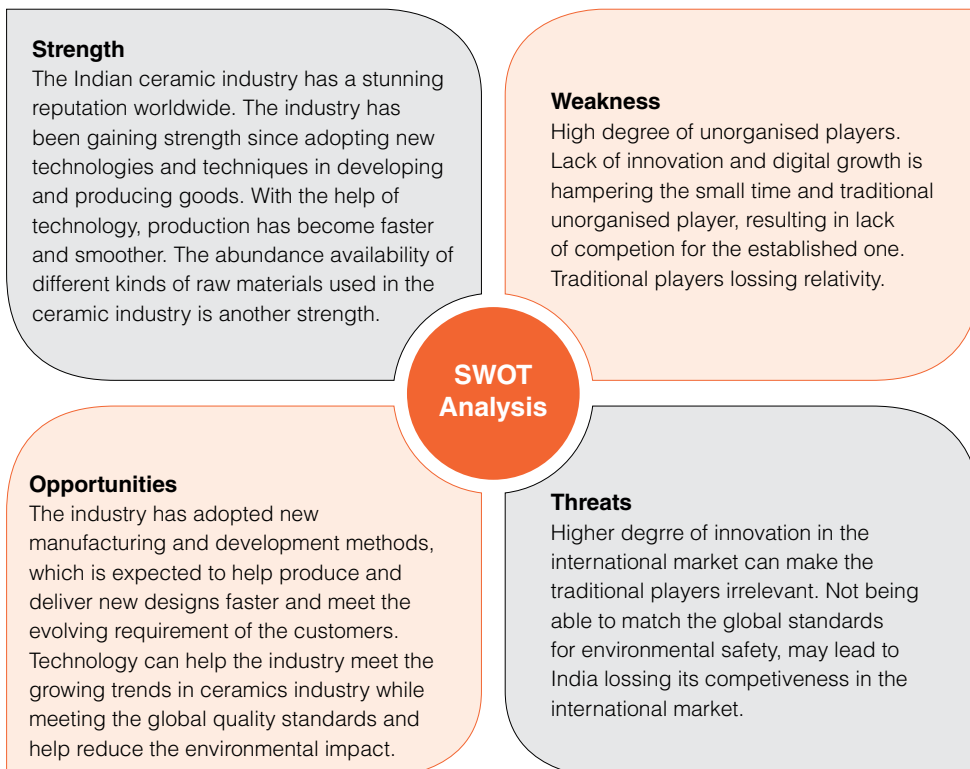 Strength
The Indian ceramic industry has a stunning
reputation worldwide. The industry has
been gaining strength since adopting new
technologies and techniques in developing
and producing goods. With the help of
technology, production has become faster
and smoother. The abundance availability of
different kinds of raw materials used in the
ceramic industry is another strength.
Weakness
High degree of unorganised players.
Lack of innovation and digital growth is
hampering the small time and traditional
unorganised player, resulting in lack
of competion for the established one.
Traditional players lossing relativity.
SWOT
Analysis
Opportunities
The industry has adopted new
manufacturing and development methods,
which is expected to help produce and
deliver new designs faster and meet the
evolving requirement of the customers.
Technology can help the industry meet the
growing trends in ceramics industry while
meeting the global quality standards and
help reduce the environmental impact.
Threats
Higher degrre of innovation in the
international market can make the
traditional players irrelevant. Not being
able to match the global standards
for environmental safety, may lead to
India lossing its competiveness in the
international market.